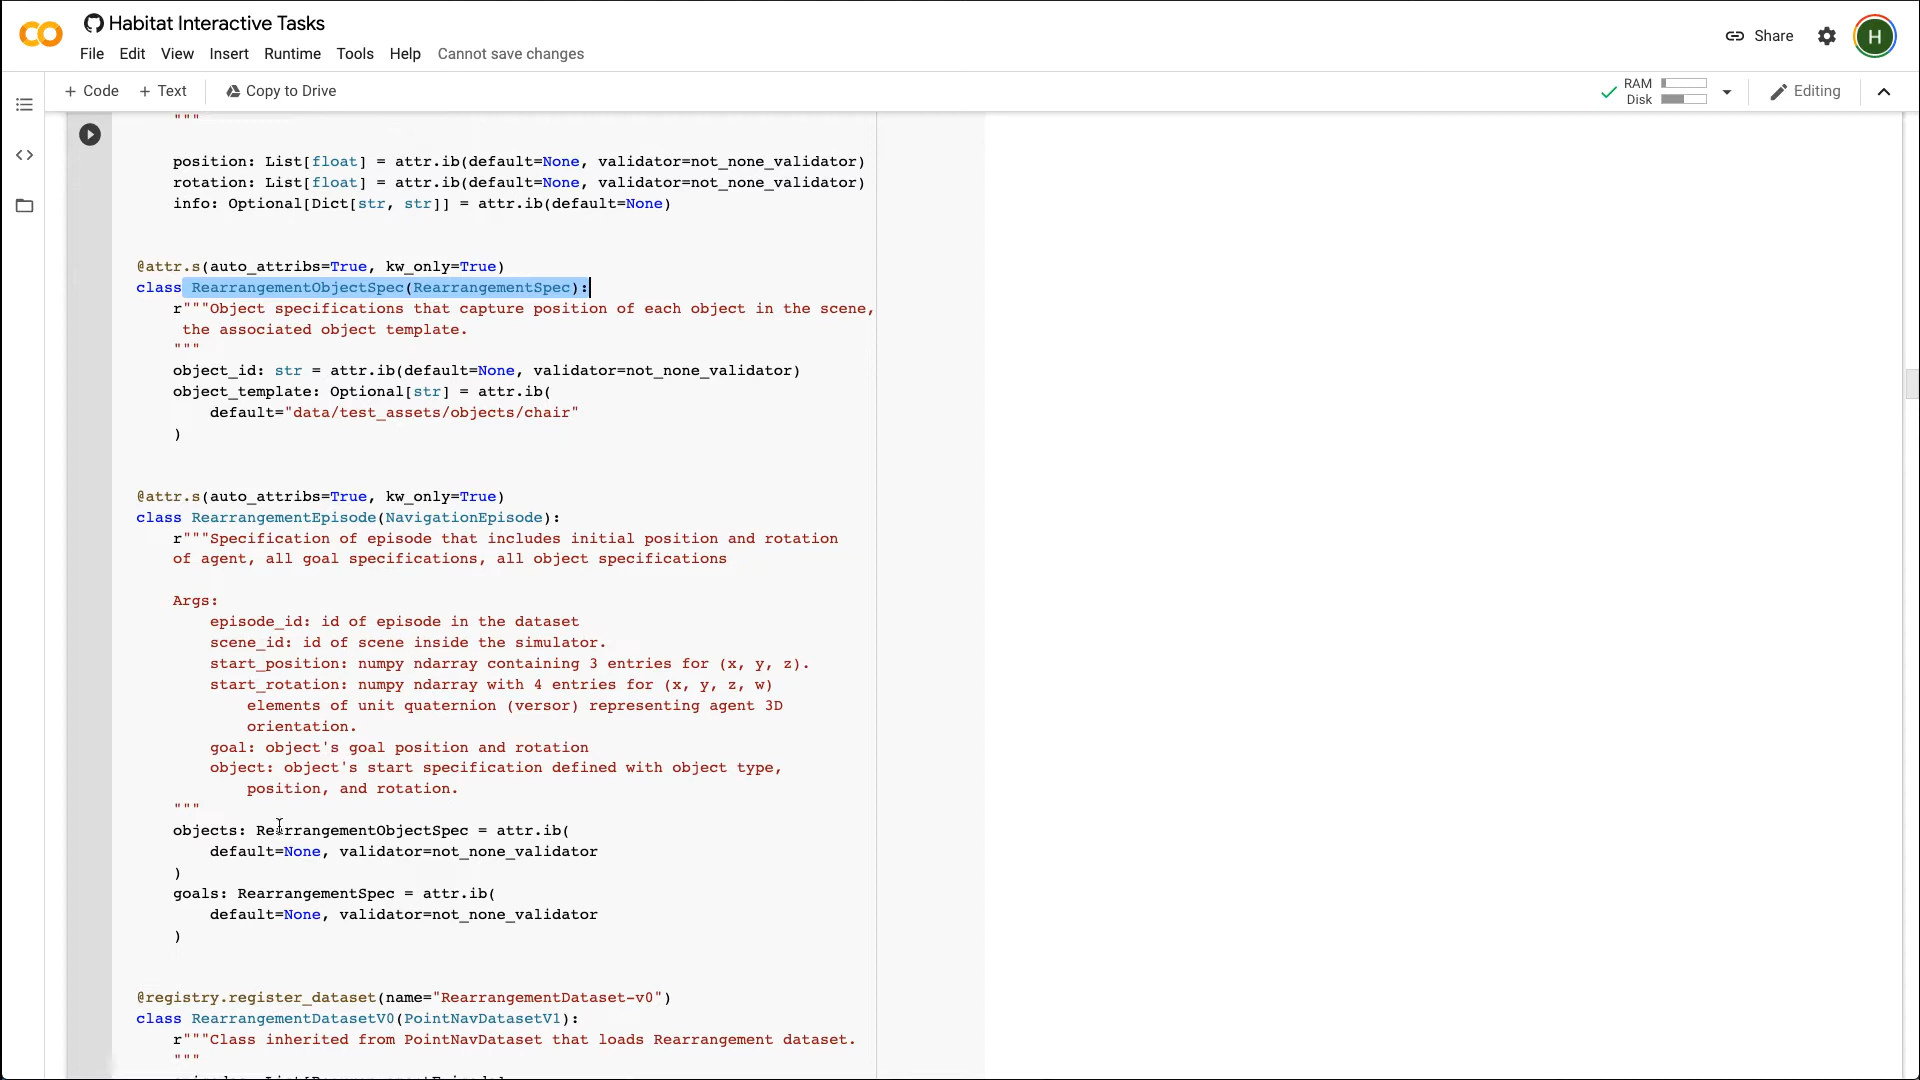 Habitat Interactive Tasks
File Edit View Insert Runtime Tools Help Cannot save changes
Share
H
+ Code + Text Copy to Drive
RAM
Disk
Editing
"""
position: List[float] = attr.ib(default=None, validator=not_none_validator)
rotation: List[float] = attr.ib(default=None, validator=not_none_validator)
info: Optional[Dict[str, str]] = attr.ib(default=None)
@attr.s(auto_attribs=True, kw_only=True)
class RearrangementObjectSpec(RearrangementSpec):
r"""Object specifications that capture position of each object in the scene,
the associated object template.
"""
object_id: str = attr.ib(default=None, validator=not_none_validator)
object_template: Optional[str] = attr.ib(
default="data/test_assets/objects/chair"
)
@attr.s(auto_attribs=True, kw_only=True)
class RearrangementEpisode(NavigationEpisode):
r"""Specification of episode that includes initial position and rotation
of agent, all goal specifications, all object specifications
Args:
episode_id: id of episode in the dataset
scene_id: id of scene inside the simulator.
start_position: numpy ndarray containing 3 entries for (x, y, z).
start_rotation: numpy ndarray with 4 entries for (x, y, z, w)
elements of unit quaternion (versor) representing agent 3D
orientation.
goal: object's goal position and rotation
object: object's start specification defined with object type,
position, and rotation.
"""
objects: RearrangementObjectSpec = attr.ib(
default=None, validator=not_none_validator
)
goals: RearrangementSpec = attr.ib(
default=None, validator=not_none_validator
)
@registry.register_dataset(name="RearrangementDataset-v0")
class RearrangementDatasetV0(PointNavDatasetV1):
r"""Class inherited from PointNavDataset that loads Rearrangement dataset.
"""